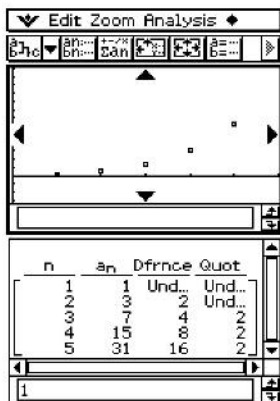 Edit Zoom Analysis
n an Dfrnce Quot
1 1 Und... Und...
2 3 2 Und...
3 7 4 2
4 15 8 2
5 31 16 2
1